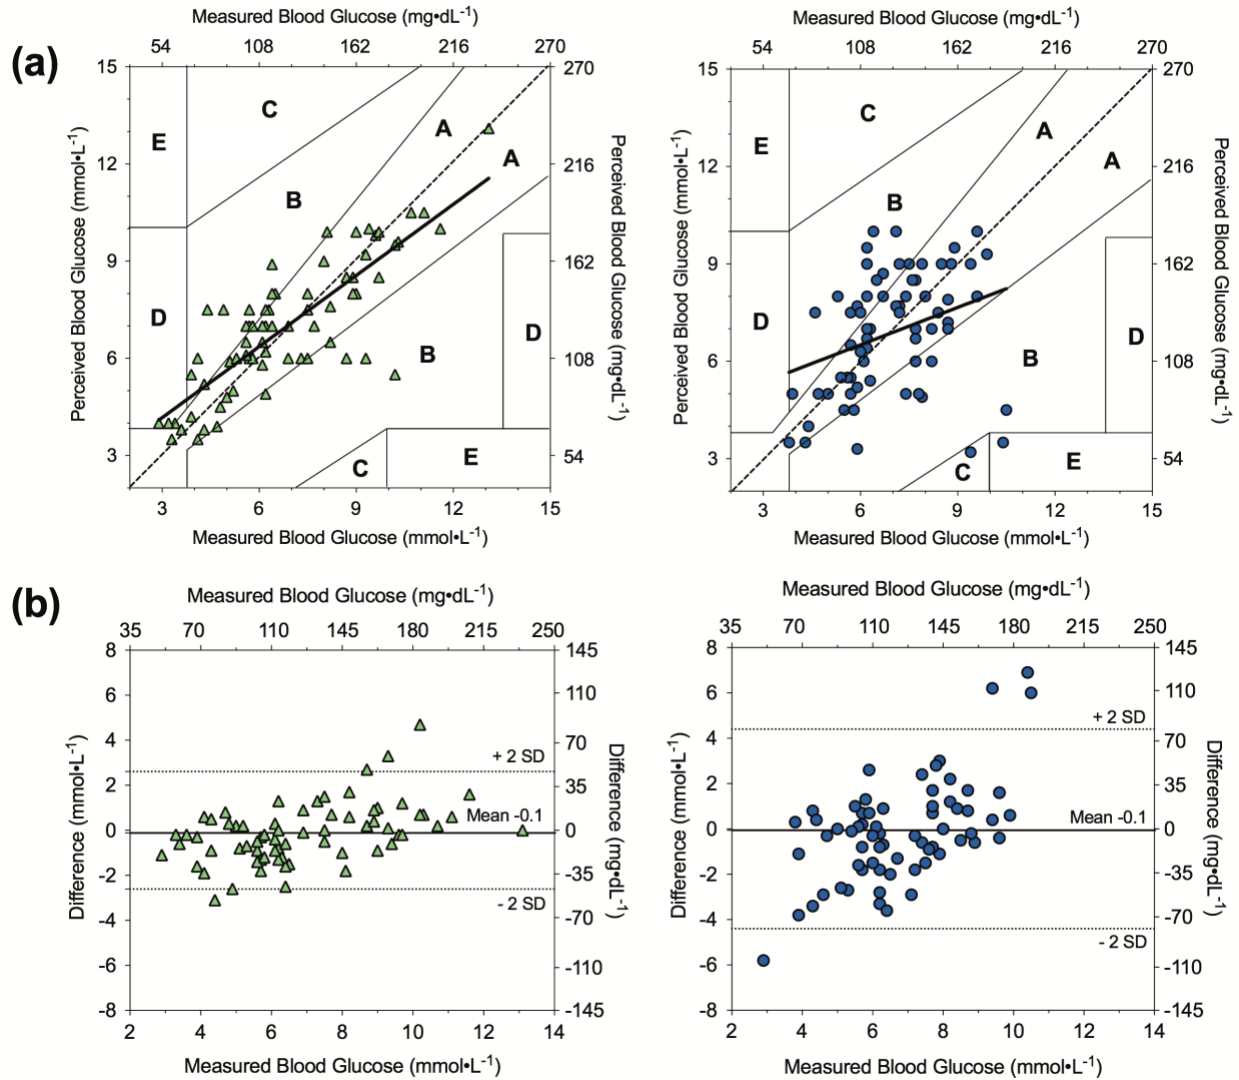 (a)
Measured Blood Glucose (mg•dL-1)
54 108 162 216 270
Perceived Blood Glucose (mmol•L-1)
15
12
9
6
3
E
C
A
A
B
D
D
B
C
E
270
216
162
108
54
Perceived Blood Glucose (mg•dL-1)
3 6 9 12 15
Measured Blood Glucose (mmol•L-1)
Measured Blood Glucose (mg•dL-1)
54 108 162 216 270
Perceived Blood Glucose (mmol•L-1)
15
12
9
6
3
E
C
A
A
B
D
D
B
C
E
270
216
162
108
54
Perceived Blood Glucose (mg•dL-1)
3 6 9 12 15
Measured Blood Glucose (mmol•L-1)
(b)
Measured Blood Glucose (mg•dL-1)
35 70 110 145 180 215 250
Difference (mmol•L-1)
8
6
4
2
0
-2
-4
-6
-8
+ 2 SD
Mean -0.1
- 2 SD
145
110
70
35
0
-35
-70
-110
-145
Difference (mg•dL-1)
2 4 6 8 10 12 14
Measured Blood Glucose (mmol•L-1)
Measured Blood Glucose (mg•dL-1)
35 70 110 145 180 215 250
Difference (mmol•L-1)
8
6
4
2
0
-2
-4
-6
-8
+ 2 SD
Mean -0.1
- 2 SD
145
110
70
35
0
-35
-70
-110
-145
Difference (mg•dL-1)
2 4 6 8 10 12 14
Measured Blood Glucose (mmol•L-1)